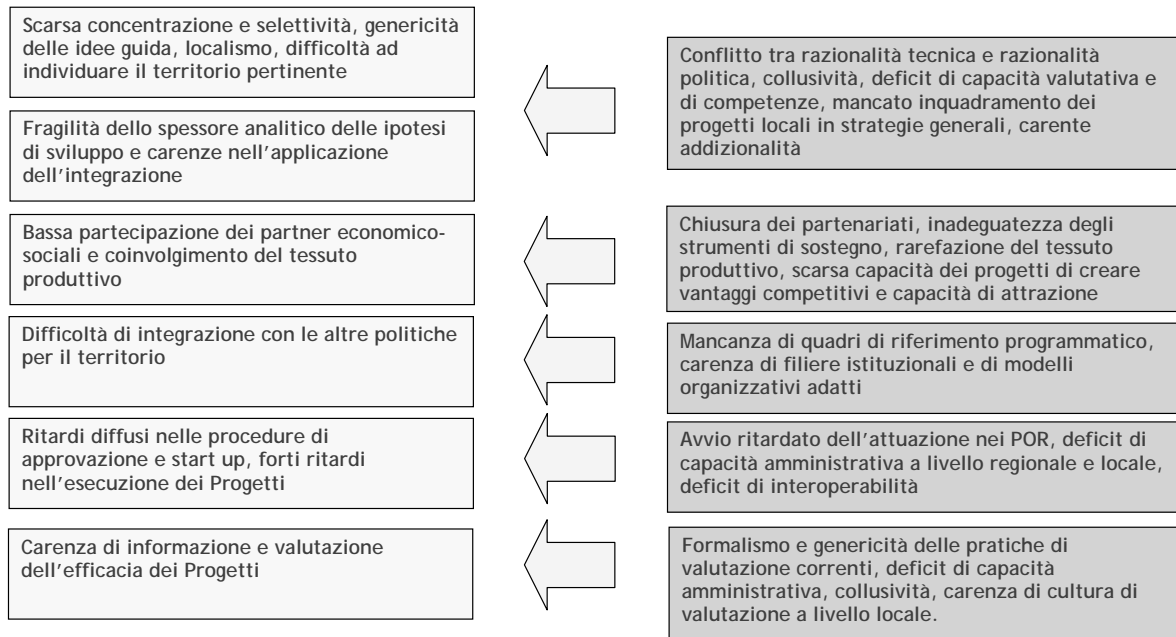 Scarsa concentrazione e selettività, genericità
delle idee guida, localismo, difficoltà ad
individuare il territorio pertinente
Fragilità dello spessore analitico delle ipotesi
di sviluppo e carenze nell'applicazione
dell'integrazione
Conflitto tra razionalità tecnica e razionalità
politica, collusività, deficit di capacità valutativa e
di competenze, mancato inquadramento dei
progetti locali in strategie generali, carente
addizionalità
Bassa partecipazione dei partner economico-
sociali e coinvolgimento del tessuto
produttivo
Chiusura dei partenariati, inadeguatezza degli
strumenti di sostegno, rarefazione del tessuto
produttivo, scarsa capacità dei progetti di creare
vantaggi competitivi e capacità di attrazione
Difficoltà di integrazione con le altre politiche
per il territorio
Mancanza di quadri di riferimento programmatico,
carenza di filiere istituzionali e di modelli
organizzativi adatti
Ritardi diffusi nelle procedure di
approvazione e start up, forti ritardi
nell'esecuzione dei Progetti
Avvio ritardato dell'attuazione nei POR, deficit di
capacità amministrativa a livello regionale e locale,
deficit di interoperabilità
Carenza di informazione e valutazione
dell'efficacia dei Progetti
Formalismo e genericità delle pratiche di
valutazione correnti, deficit di capacità
amministrativa, collusività, carenza di cultura di
valutazione a livello locale.